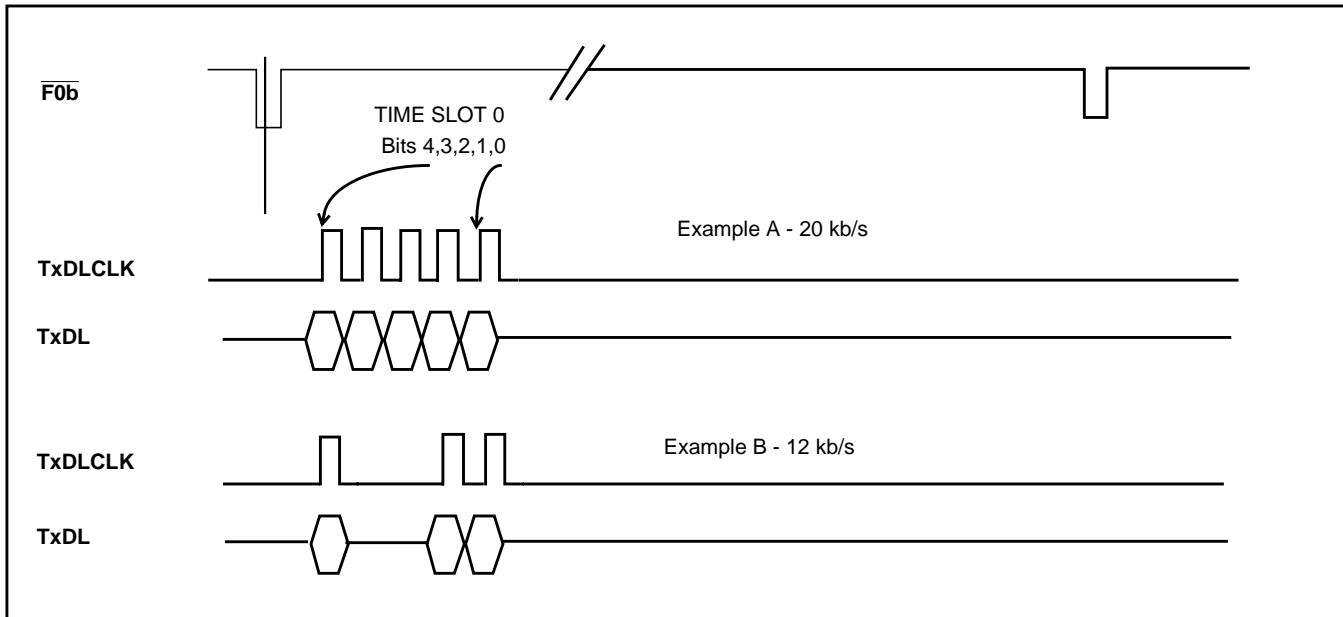 F0b
TIME SLOT 0
Bits 4,3,2,1,0
Example A - 20 kb/s
TxDLCLK
TxDL
Example B - 12 kb/s
TxDLCLK
TxDL